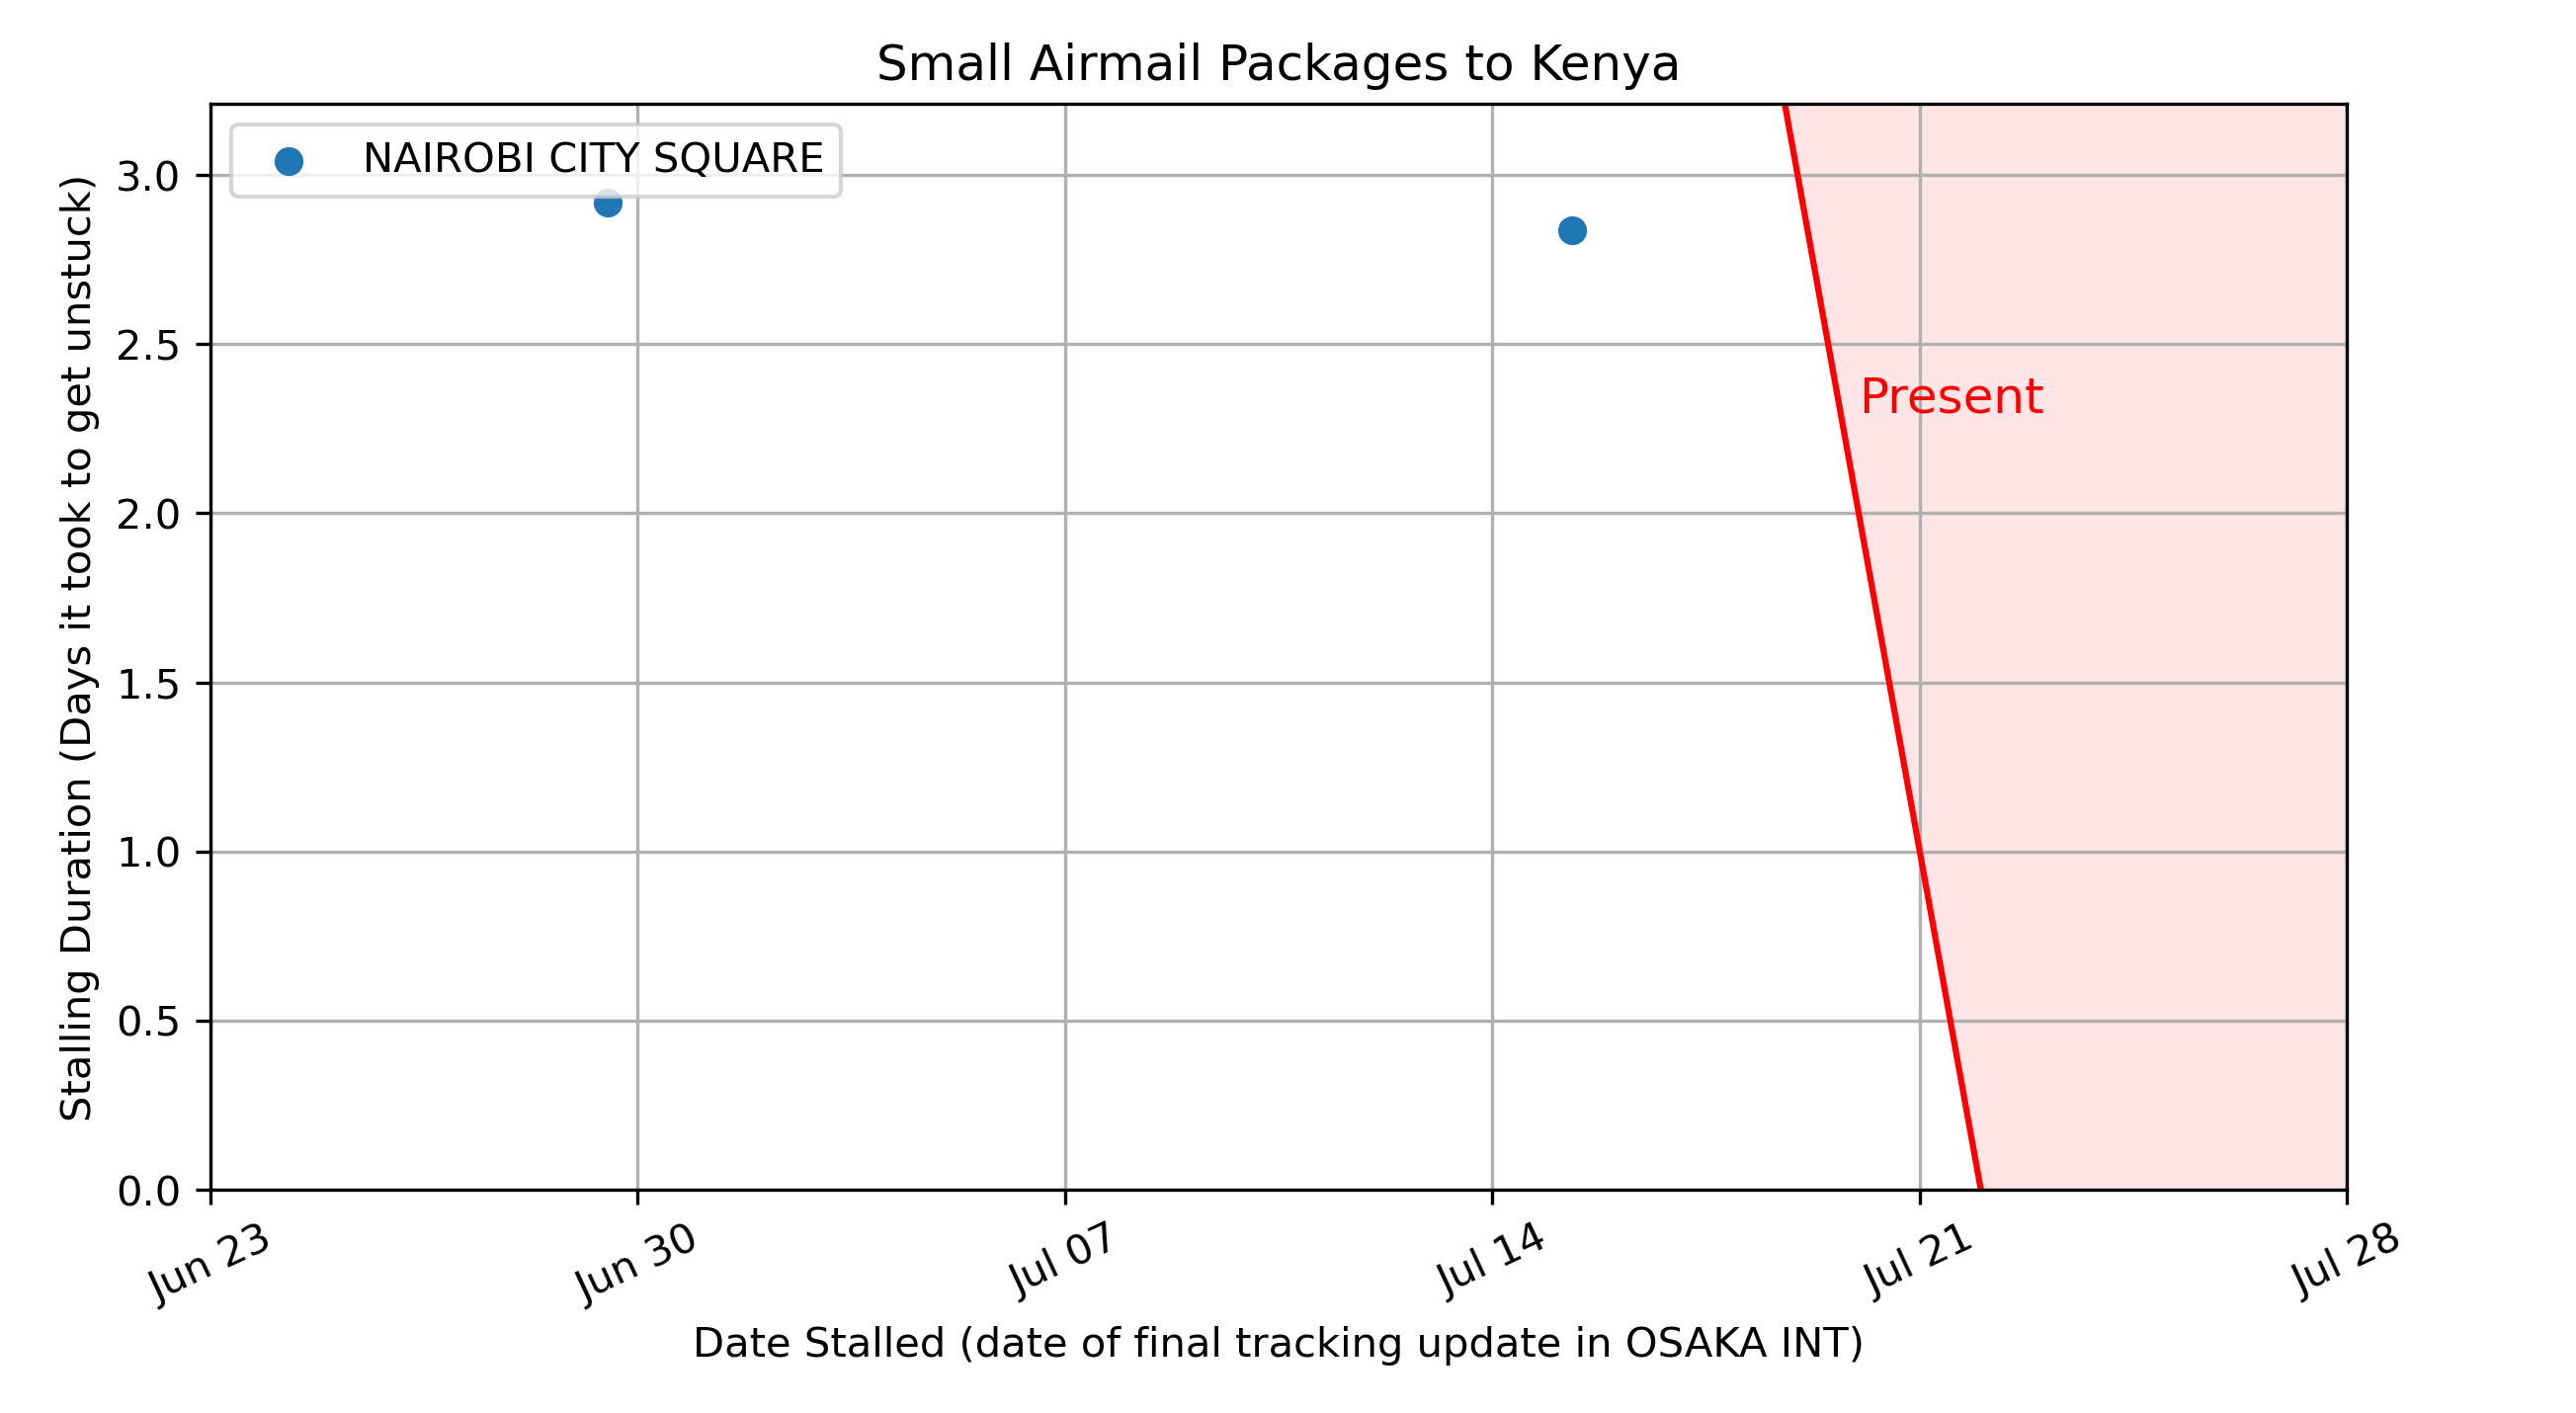 Small Airmail Packages to Kenya
NAIROBI CITY SQUARE
Stalling Duration (Days it took to get unstuck)
3.0
2.5
2.0
1.5
1.0
0.5
0.0
Present
Jun 23
Jun 30
Jul 07
Jul 14
Jul 21
Jul 28
Date Stalled (date of final tracking update in OSAKA INT)